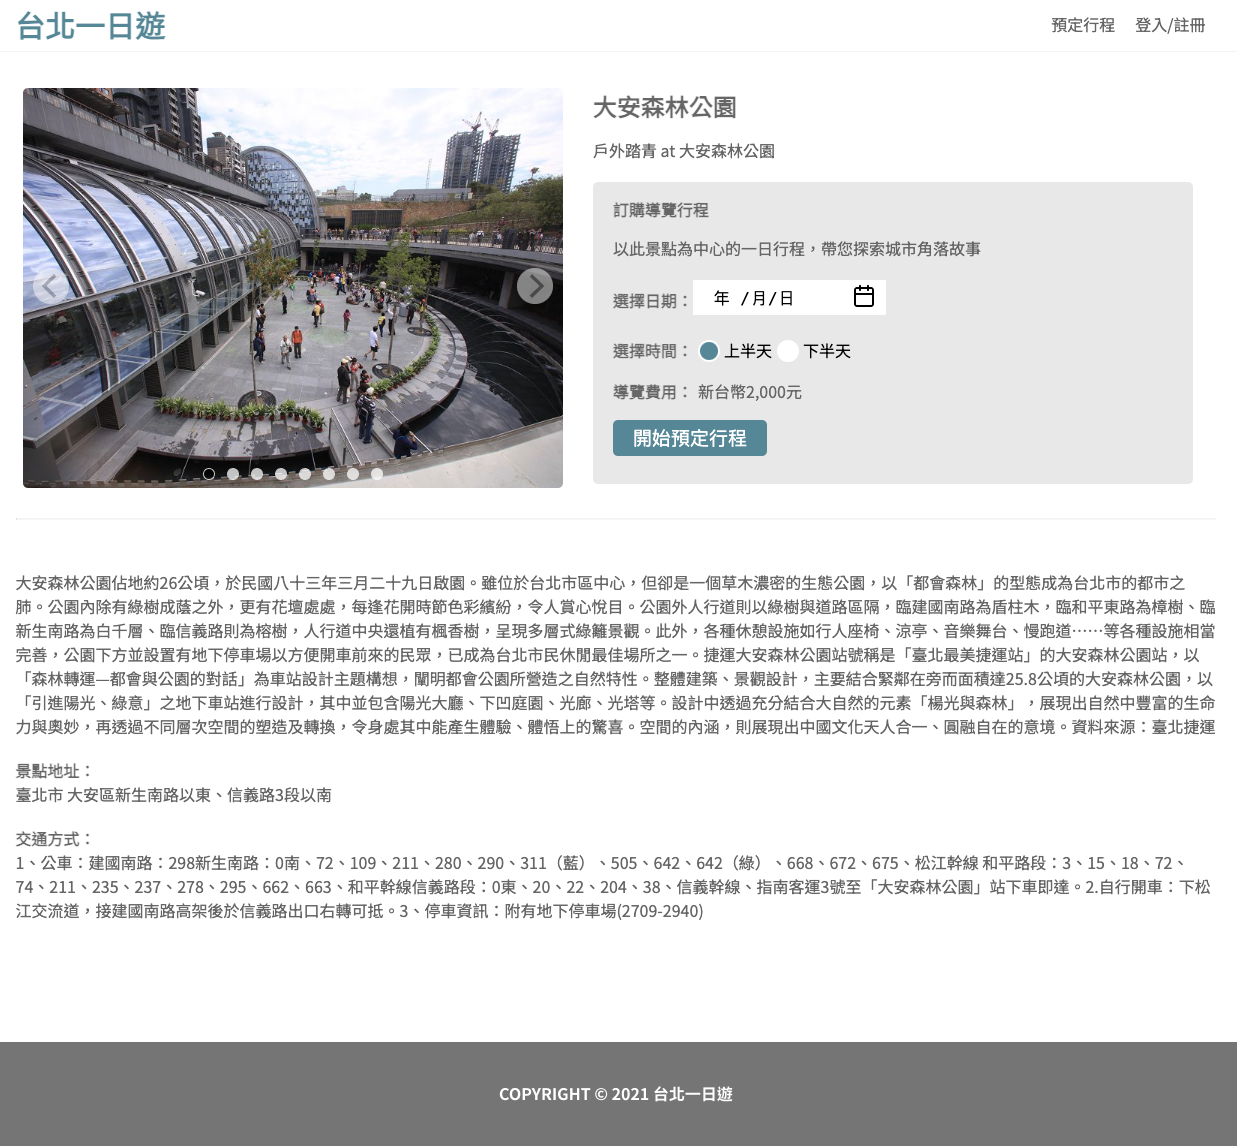 台北一日遊
預定行程 登入/註冊
大安森林公園
戶外踏青 at 大安森林公園
訂購導覽行程
以此景點為中心的一日行程，帶您探索城市角落故事
選擇日期： 年 /月/日
選擇時間： 上半天 下半天
導覽費用： 新台幣2,000元
開始預定行程
大安森林公園佔地約26公頃，於民國八十三年三月二十九日啟園。雖位於台北市區中心，但卻是一個草木濃密的生態公園，以「都會森林」的型態成為台北市的都市之
肺。公園內除有綠樹成蔭之外，更有花壇處處，每逢花開時節色彩繽紛，令人賞心悅目。公園外人行道則以綠樹與道路區隔，臨建國南路為盾柱木，臨和平東路為樟樹、臨
新生南路為白千層、臨信義路則為榕樹，人行道中央還植有楓香樹，呈現多層式綠籬景觀。此外，各種休憩設施如行人座椅、涼亭、音樂舞台、慢跑道⋯⋯等各種設施相當
完善，公園下方並設置有地下停車場以方便開車前來的民眾，已成為台北市民休閒最佳場所之一。捷運大安森林公園站號稱是「臺北最美捷運站」的大安森林公園站，以
「森林轉運—都會與公園的對話」為車站設計主題構想，闡明都會公園所營造之自然特性。整體建築、景觀設計，主要結合緊鄰在旁而面積達25.8公頃的大安森林公園，以
「引進陽光、綠意」之地下車站進行設計，其中並包含陽光大廳、下凹庭園、光廊、光塔等。設計中透過充分結合大自然的元素「楊光與森林」，展現出自然中豐富的生命
力與奧妙，再透過不同層次空間的塑造及轉換，令身處其中能產生體驗、體悟上的驚喜。空間的內涵，則展現出中國文化天人合一、圓融自在的意境。資料來源：臺北捷運
景點地址：
臺北市 大安區新生南路以東、信義路3段以南
交通方式：
1、公車：建國南路：298新生南路：0南、72、109、211、280、290、311（藍）、505、642、642（綠）、668、672、675、松江幹線 和平路段：3、15、18、72、
74、211、235、237、278、295、662、663、和平幹線信義路段：0東、20、22、204、38、信義幹線、指南客運3號至「大安森林公園」站下車即達。2.自行開車：下松
江交流道，接建國南路高架後於信義路出口右轉可抵。3、停車資訊：附有地下停車場(2709-2940)
COPYRIGHT © 2021 台北一日遊